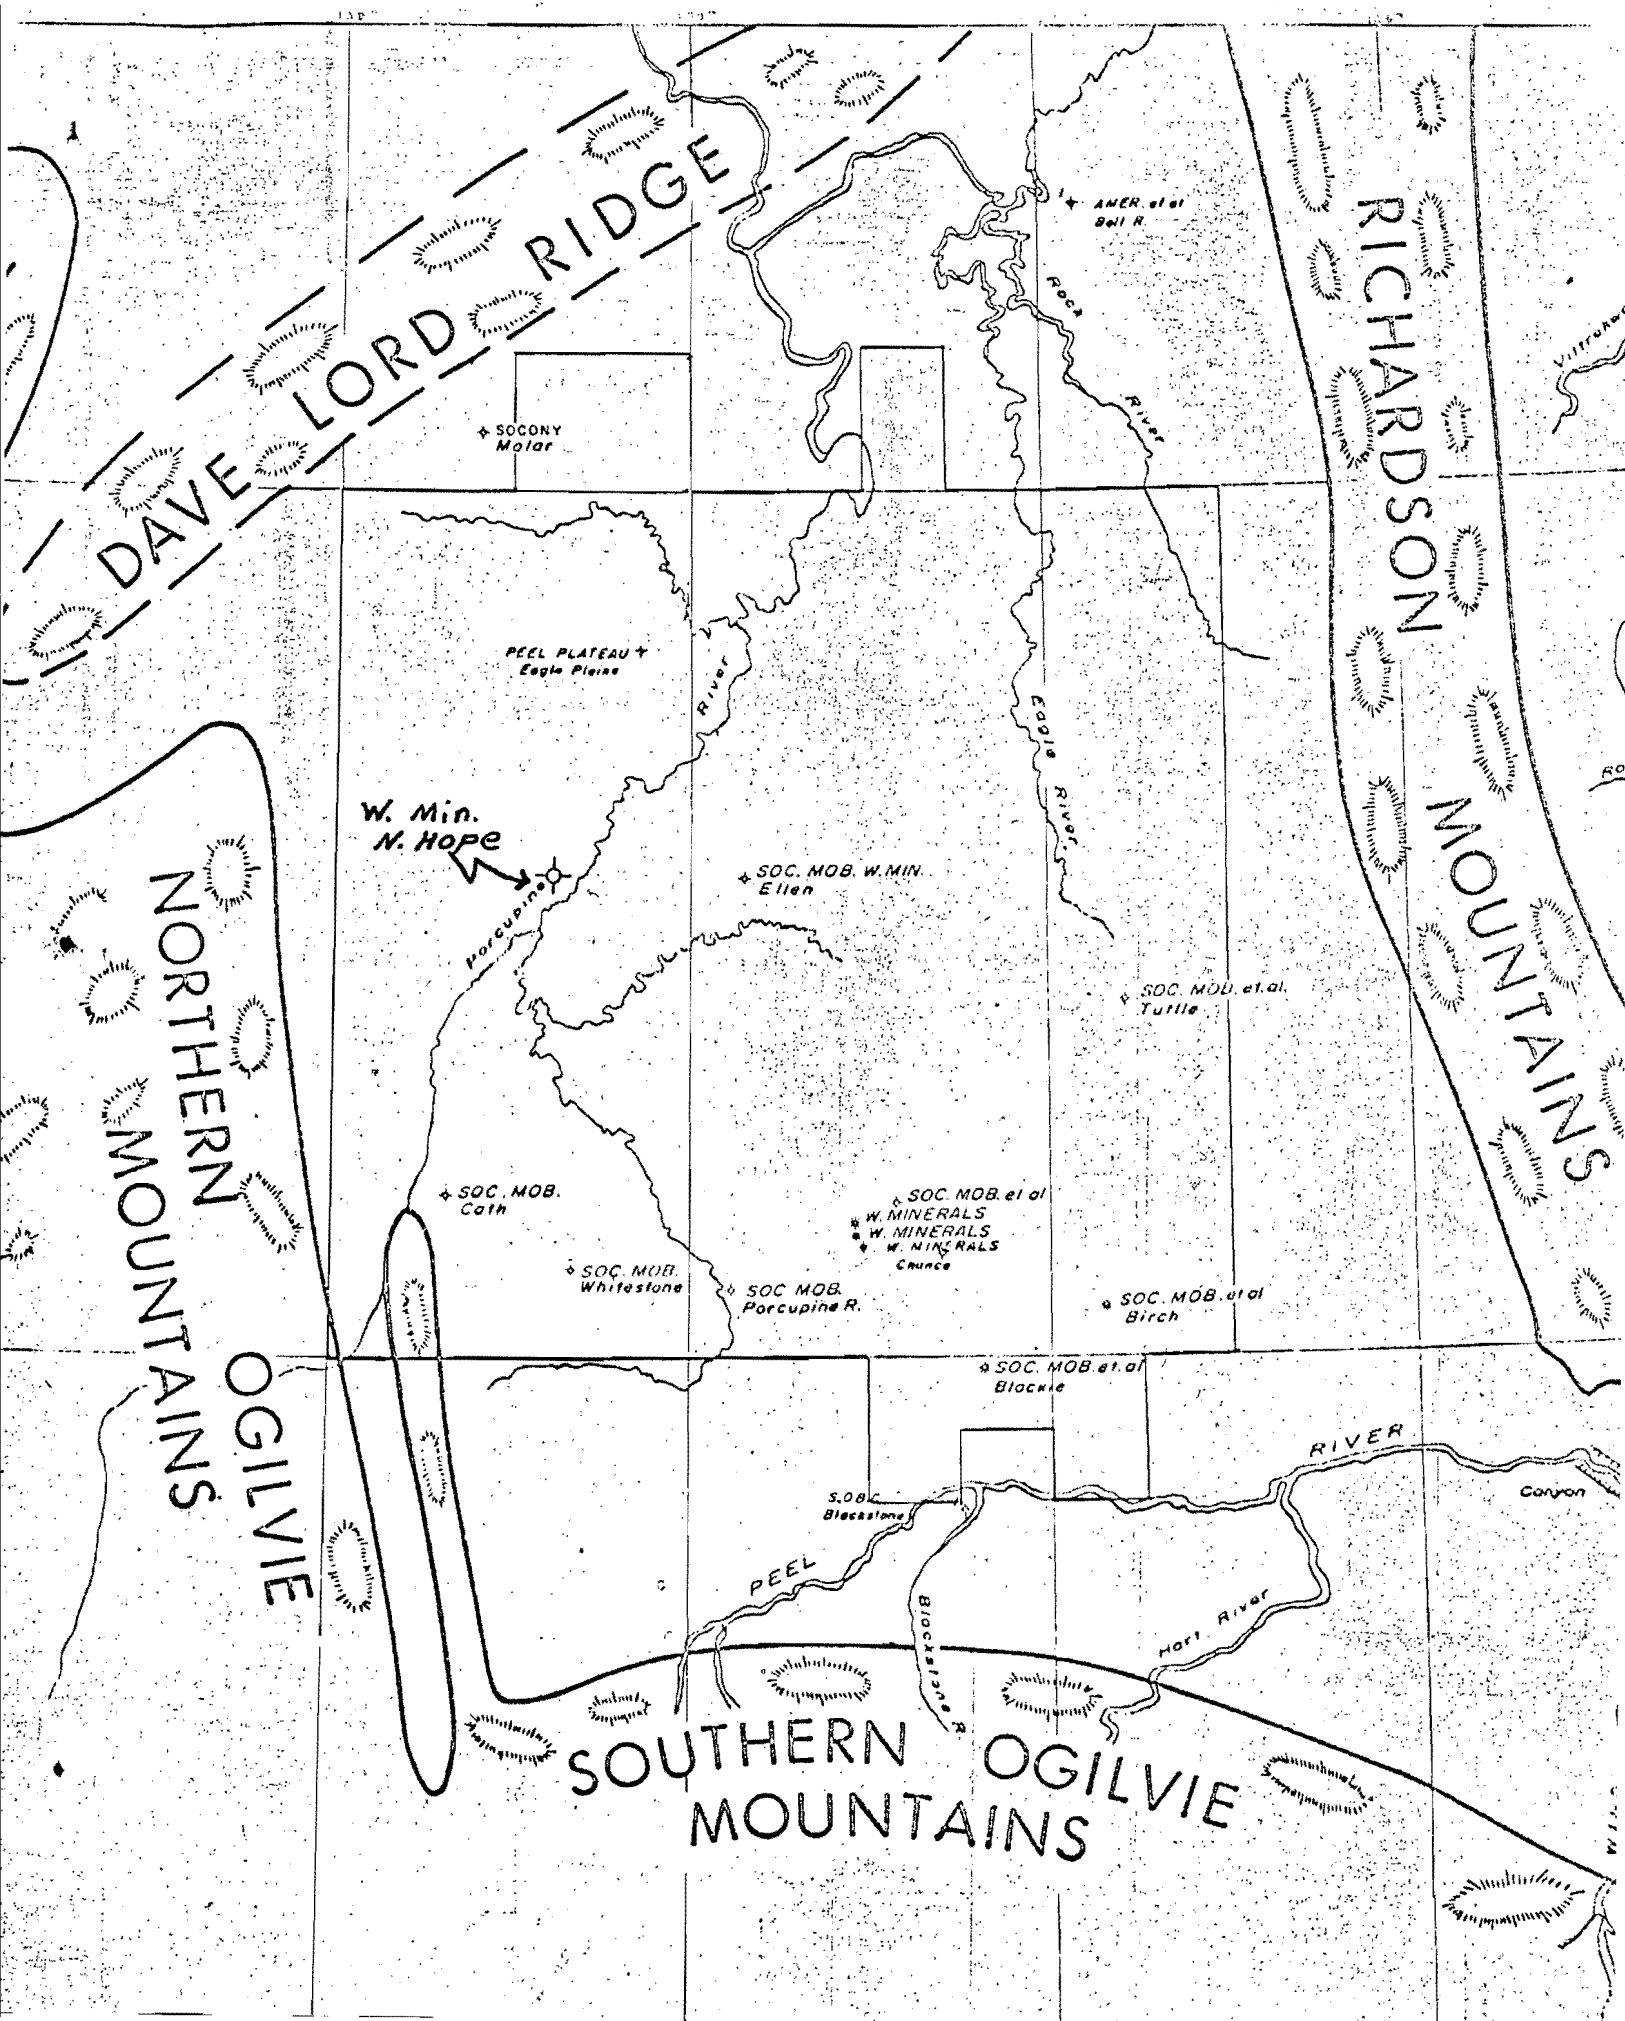 DAVE LORD RIDGE
AMER. et al
Bell R.
Rock
River
RICHARDSON
MOUNTAINS
SOCONY
Molar
PEEL PLATEAU
Eagle Plains
River
Eagle
River
W. Min.
N. HOPE
Porcupine
SOC. MOB. W. MIN.
Ellen
SOC. MOB. et. al.
Tuttle
NORTHERN
MOUNTAINS
OGILVIE
SOC. MOB.
Cath
SOC. MOB. et al
W. MINERALS
W. MINERALS
W. MINERALS
Chance
SOC. MOB.
Whitestone
SOC MOB.
Porcupine R.
SOC. MOB. et al
Birch
SOC. MOB. et. al
Blackie
RIVER
Canyon
Blackstone
PEEL
Blackstone R.
Hart River
SOUTHERN OGILVIE
MOUNTAINS